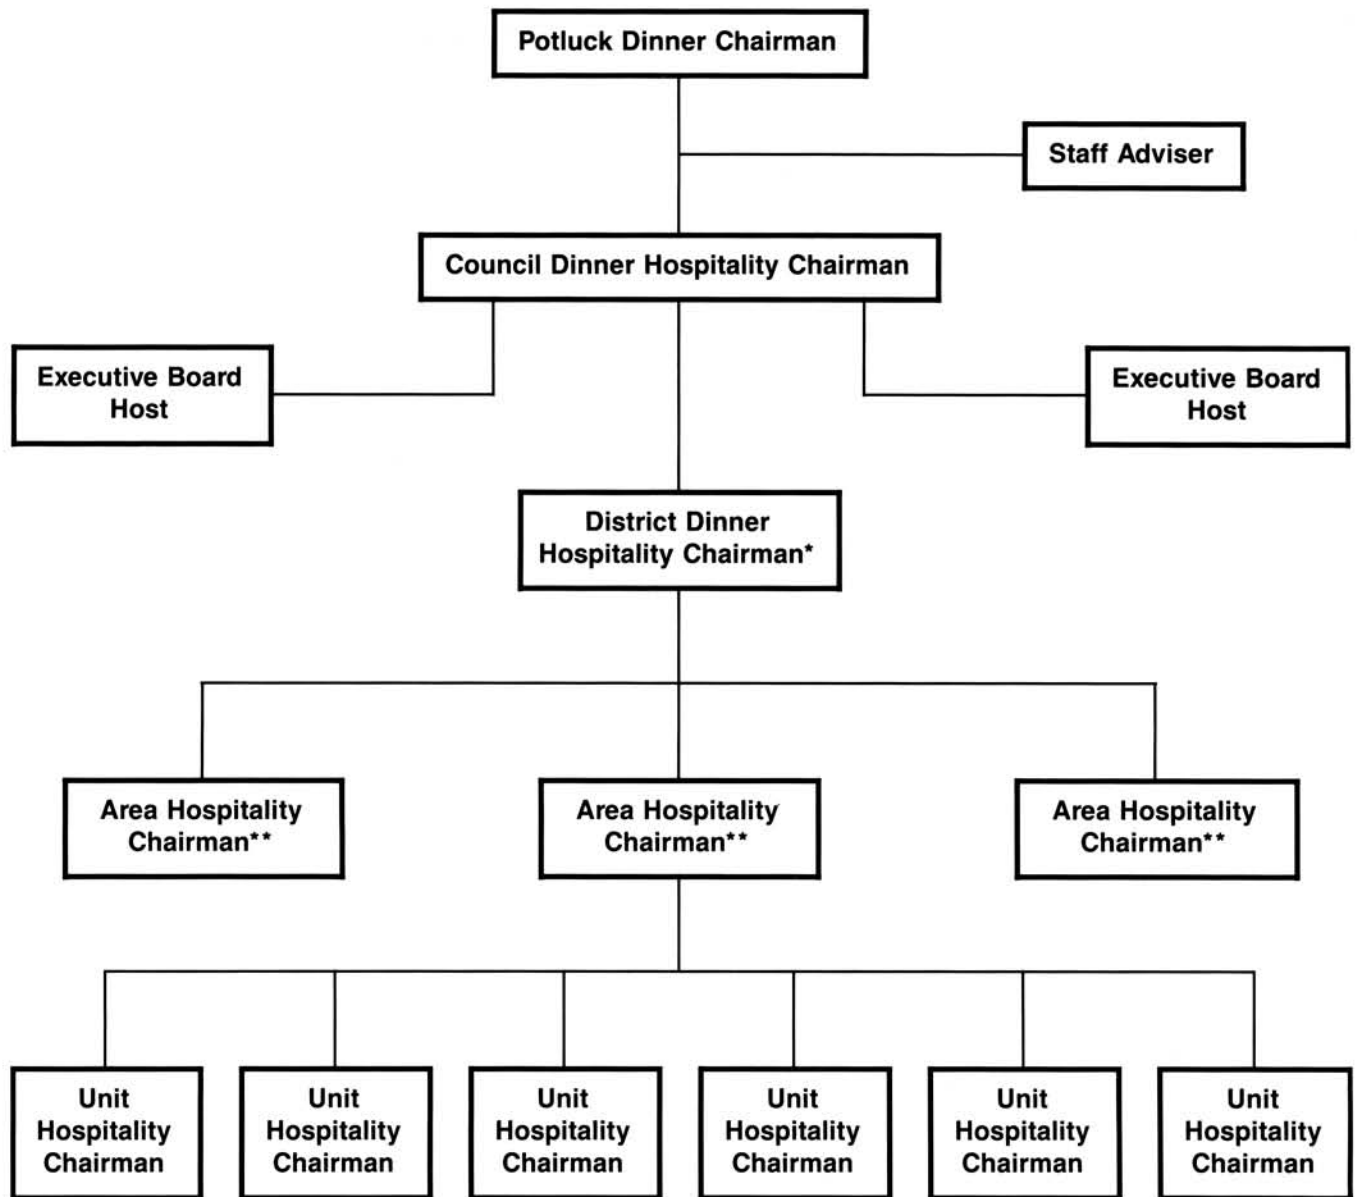 Potluck Dinner Chairman
Staff Adviser
Council Dinner Hospitality Chairman
Executive Board
Host
Executive Board
Host
District Dinner
Hospitality Chairman*
Area Hospitality
Chairman**
Area Hospitality
Chairman**
Area Hospitality
Chairman**
Unit
Hospitality
Chairman
Unit
Hospitality
Chairman
Unit
Hospitality
Chairman
Unit
Hospitality
Chairman
Unit
Hospitality
Chairman
Unit
Hospitality
Chairman